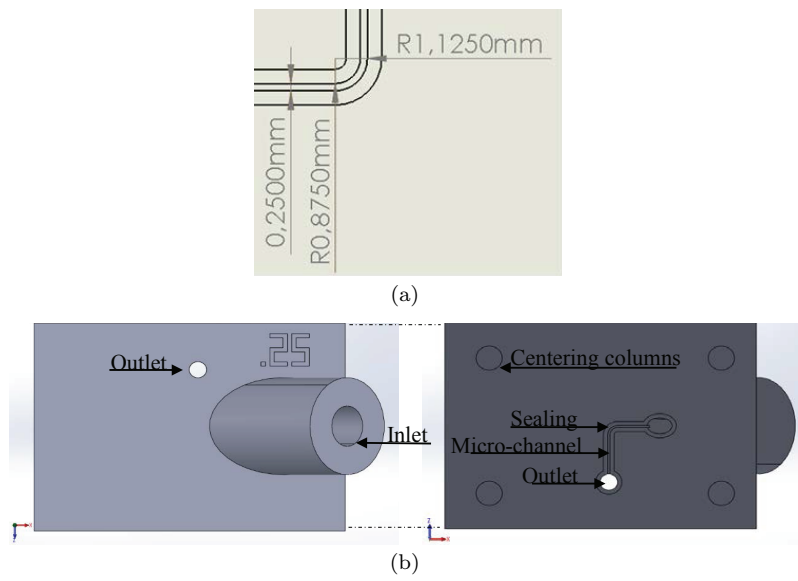 R1,1250mm
0,2500mm
R0,8750mm
(a)
.25
Outlet
Inlet
Centering columns
Sealing
Micro-channel
Outlet
(b)